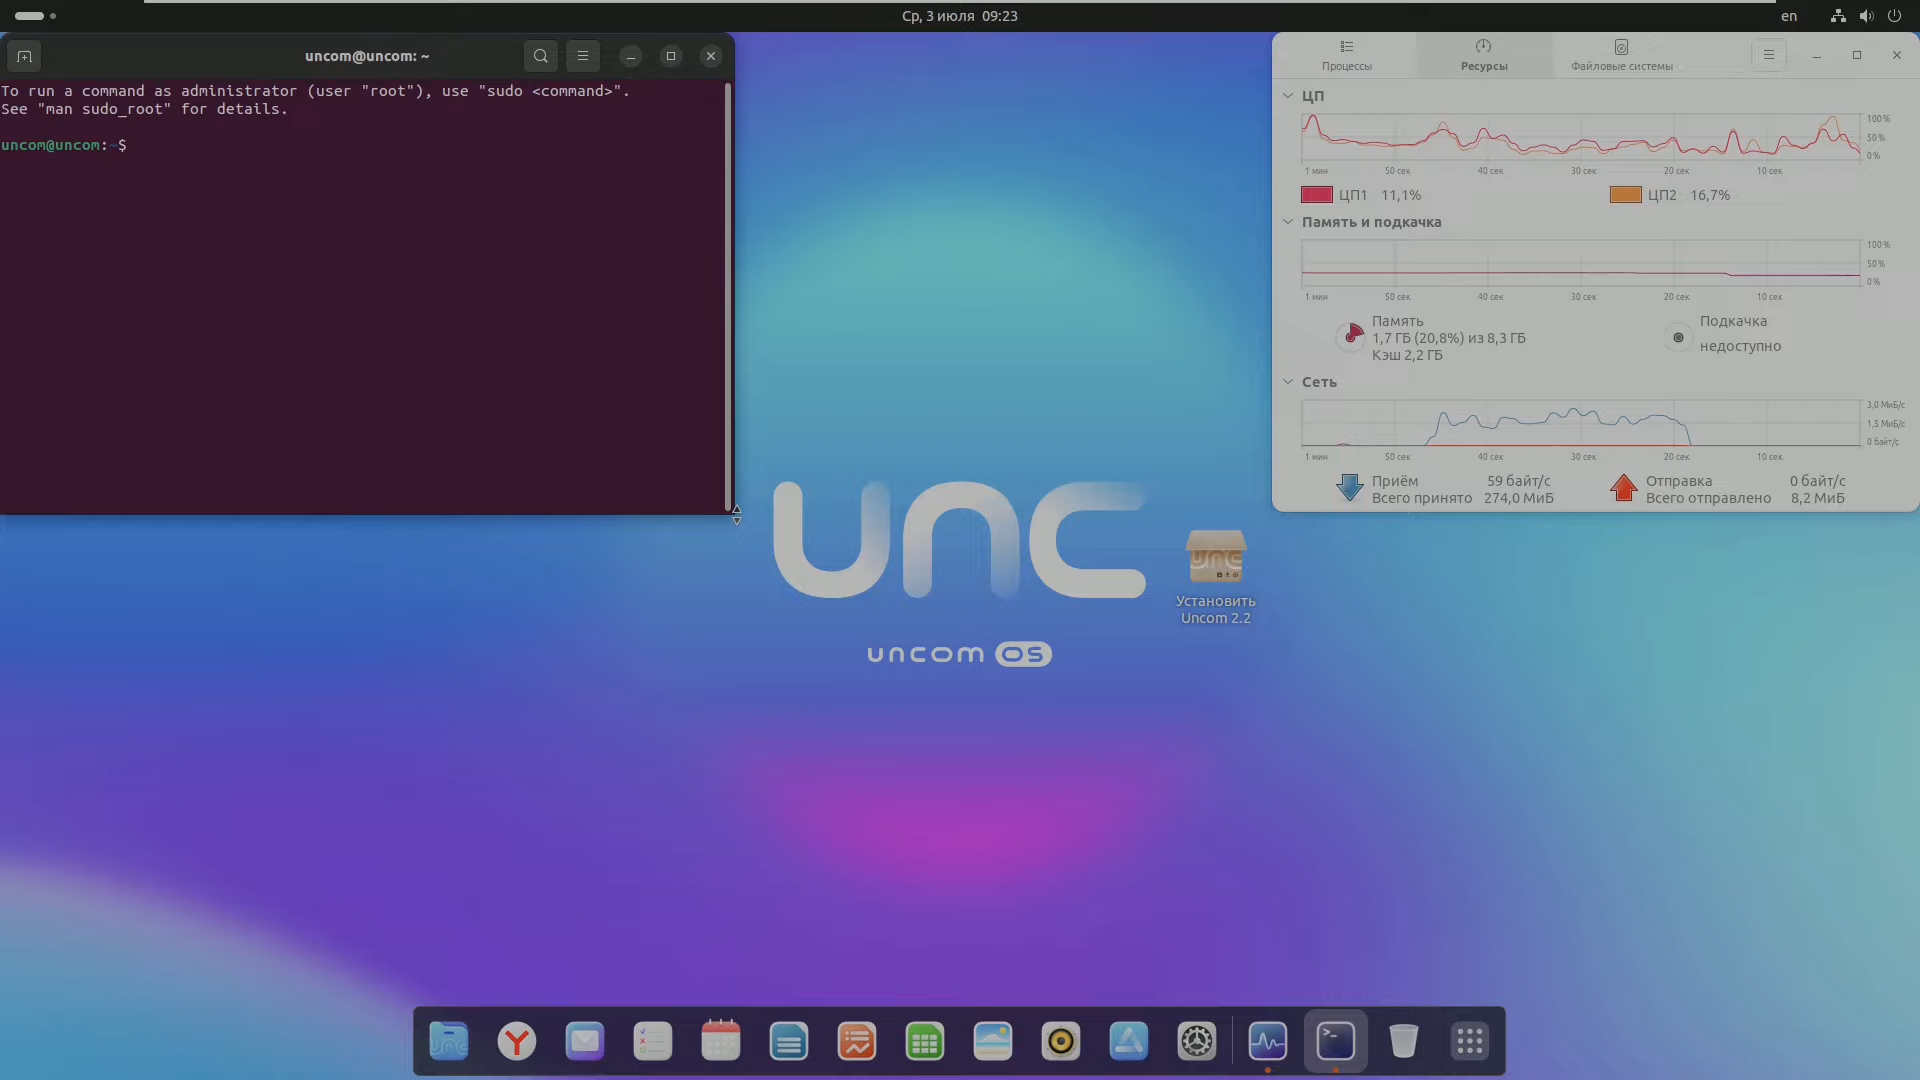 Ср, 3 июля 09:23
en
uncom@uncom: ~
To run a command as administrator (user "root"), use "sudo <command>".
See "man sudo_root" for details.
uncom@uncom:~$
Процессы
Ресурсы
Файловые системы
ЦП
100 %
50 %
0 %
1 мин
50 сек
40 сек
30 сек
20 сек
10 сек
ЦП1 11,1%
ЦП2 16,7%
Память и подкачка
100 %
50 %
0 %
1 мин
50 сек
40 сек
30 сек
20 сек
10 сек
Память
1,7 ГБ (20,8%) из 8,3 ГБ
Кэш 2,2 ГБ
Подкачка
недоступно
Сеть
3,0 МиБ/с
1,5 МиБ/с
0 байт/с
1 мин
50 сек
40 сек
30 сек
20 сек
10 сек
Приём 59 байт/с
Всего принято 274,0 МиБ
Отправка 0 байт/с
Всего отправлено 8,2 МиБ
unc
uncom os
unc
Установить
Uncom 2.2
unc